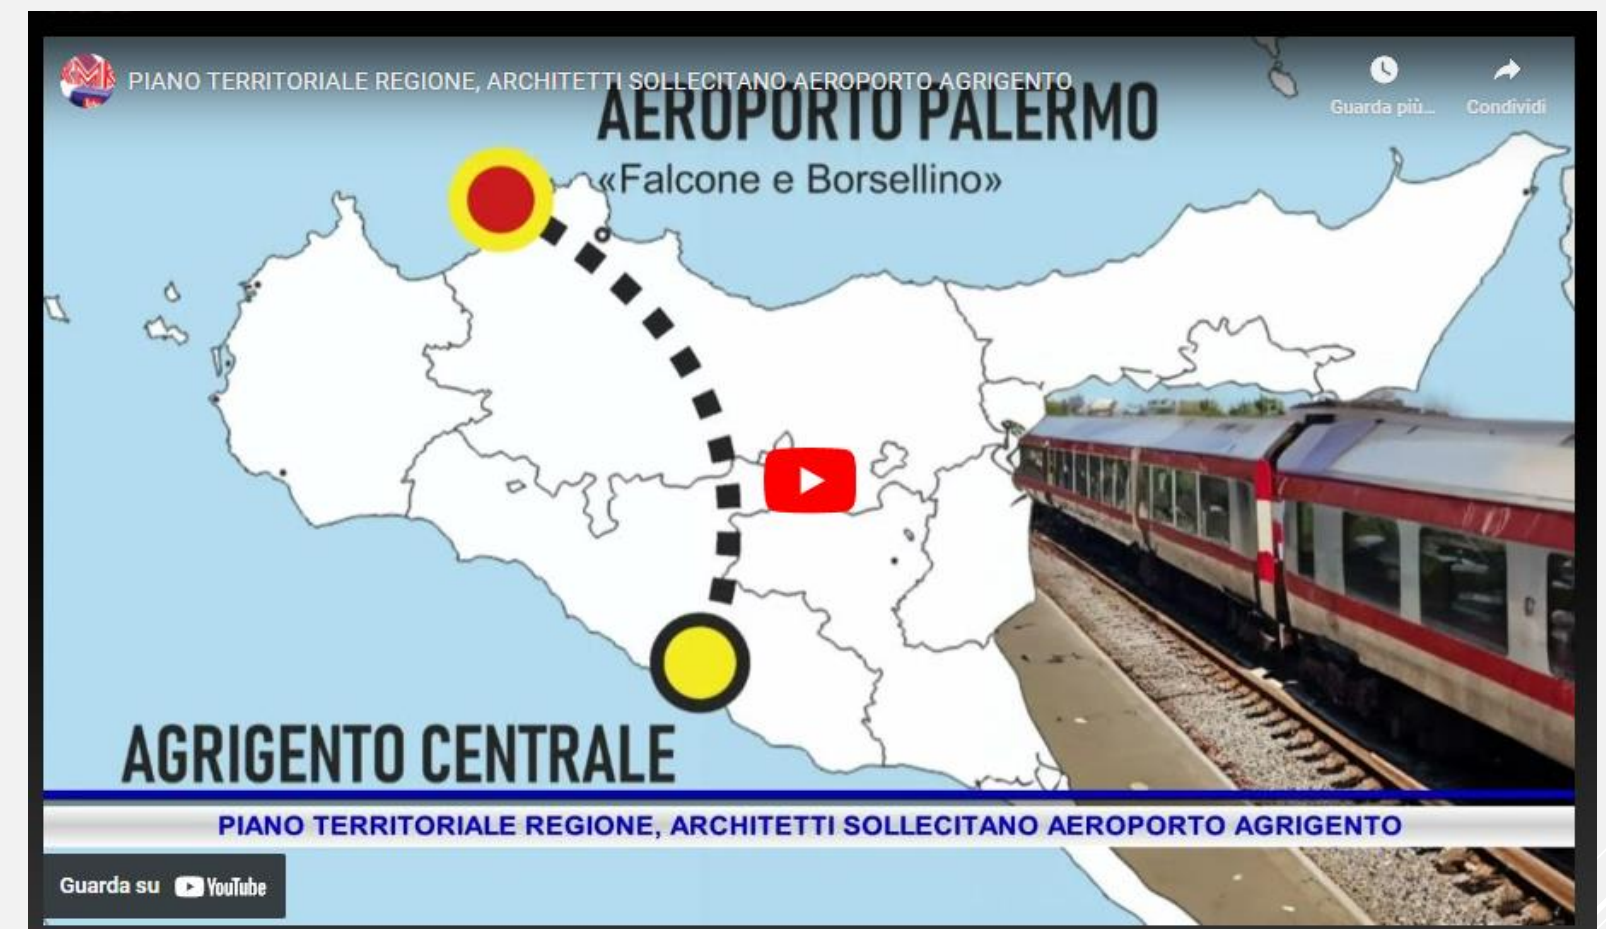 PIANO TERRITORIALE REGIONE, ARCHITETTI SOLLECITANO AEROPORTO AGRIGENTO
Guarda più...
Condividi
AEROPORTO PALERMO
«Falcone e Borsellino»
AGRIGENTO CENTRALE
PIANO TERRITORIALE REGIONE, ARCHITETTI SOLLECITANO AEROPORTO AGRIGENTO
Guarda su YouTube